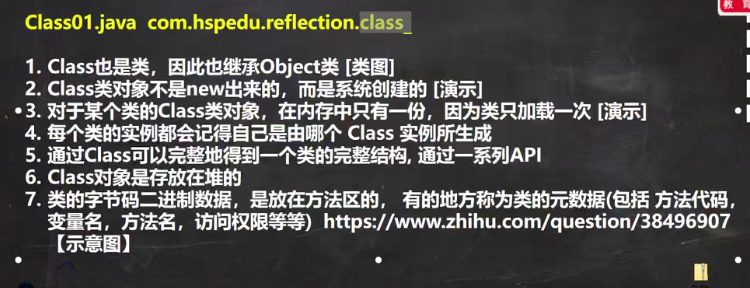 教 育
Class01.java com.hspedu.reflection.class_
1. Class也是类，因此也继承Object类 [类图]
2. Class类对象不是new出来的，而是系统创建的 [演示]
3. 对于某个类的Class类对象，在内存中只有一份，因为类只加载一次 [演示]
4. 每个类的实例都会记得自己是由哪个 Class 实例所生成
5. 通过Class可以完整地得到一个类的完整结构, 通过一系列API
6. Class对象是存放在堆的
7. 类的字节码二进制数据，是放在方法区的， 有的地方称为类的元数据(包括 方法代码，
变量名，方法名，访问权限等等) https://www.zhihu.com/question/38496907
【示意图】